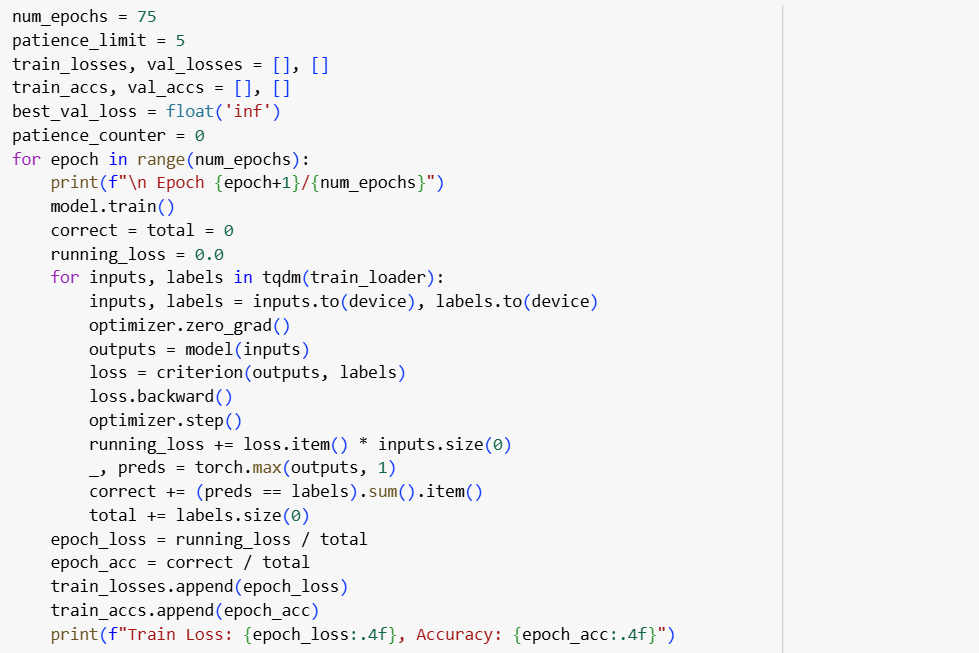 num_epochs = 75
patience_limit = 5
train_losses, val_losses = [], []
train_accs, val_accs = [], []
best_val_loss = float('inf')
patience_counter = 0
for epoch in range(num_epochs):
    print(f"\n Epoch {epoch+1}/{num_epochs}")
    model.train()
    correct = total = 0
    running_loss = 0.0
    for inputs, labels in tqdm(train_loader):
        inputs, labels = inputs.to(device), labels.to(device)
        optimizer.zero_grad()
        outputs = model(inputs)
        loss = criterion(outputs, labels)
        loss.backward()
        optimizer.step()
        running_loss += loss.item() * inputs.size(0)
        _, preds = torch.max(outputs, 1)
        correct += (preds == labels).sum().item()
        total += labels.size(0)
    epoch_loss = running_loss / total
    epoch_acc = correct / total
    train_losses.append(epoch_loss)
    train_accs.append(epoch_acc)
    print(f"Train Loss: {epoch_loss:.4f}, Accuracy: {epoch_acc:.4f}")